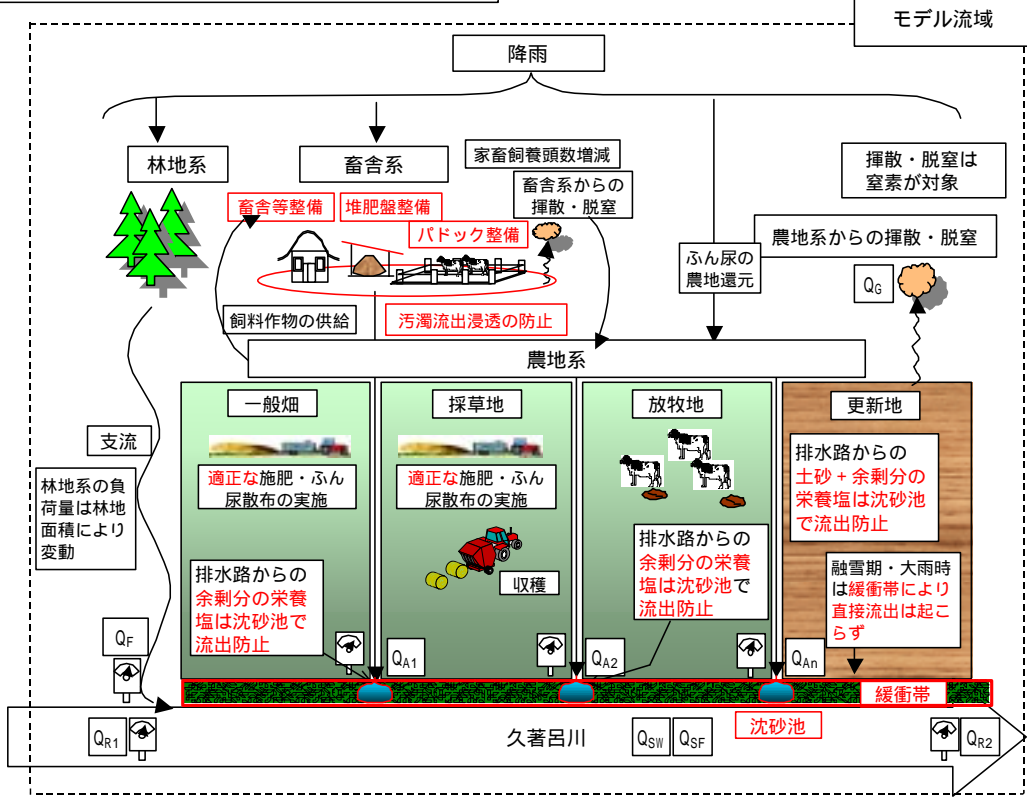 モデル流域
降雨
林地系
畜舎系
家畜飼養頭数増減
畜舎系からの
揮散・脱窒
揮散・脱窒は
窒素が対象
畜舎等整備
堆肥盤整備
パドック整備
農地系からの揮散・脱窒
ふん尿の
農地還元
QG
飼料作物の供給
汚濁流出浸透の防止
農地系
一般畑
採草地
放牧地
更新地
支流
適正な施肥・ふん
尿散布の実施
適正な施肥・ふん
尿散布の実施
排水路からの
土砂+余剰分の
栄養塩は沈砂池
で流出防止
林地系の負
荷量は林地
面積により
変動
収穫
排水路からの
余剰分の栄養
塩は沈砂池で
流出防止
排水路からの
余剰分の栄養
塩は沈砂池で
流出防止
融雪期・大雨時
は緩衝帯により
直接流出は起こ
らず
QF
QA1
QA2
QAn
緩衝帯
QR1
久著呂川
QSW
QSF
沈砂池
QR2